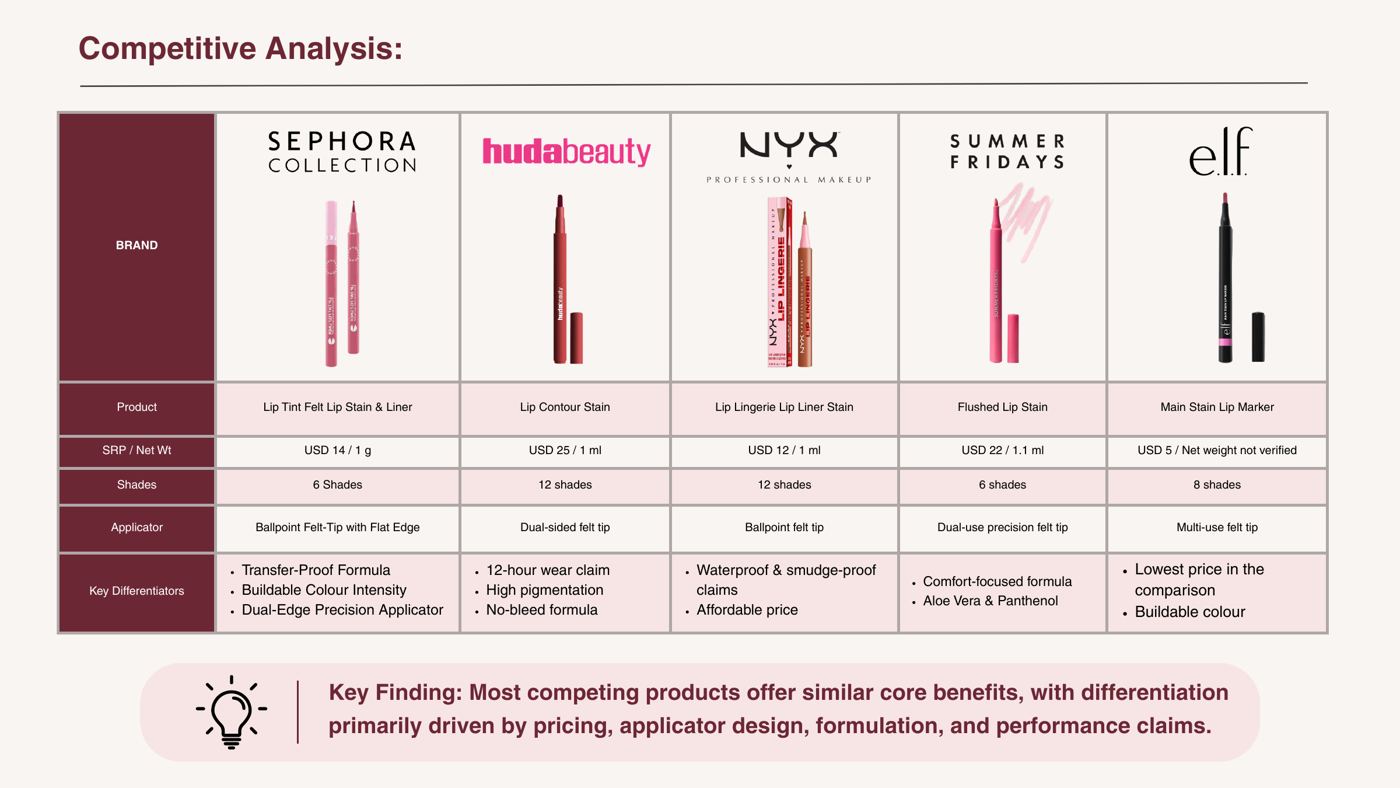 Competitive Analysis:
SEPHORA
COLLECTION
hudabeauty
NYX
PROFESSIONAL MAKEUP
SUMMER
FRIDAYS
e.l.f.
BRAND
NYX PROFESSIONAL MAKEUP
LIP LINGERIE
LIP LINGERIE
hudabeauty
e.l.f.
Product
Lip Tint Felt Lip Stain & Liner
Lip Contour Stain
Lip Lingerie Lip Liner Stain
Flushed Lip Stain
Main Stain Lip Marker
SRP / Net Wt
USD 14 / 1 g
USD 25 / 1 ml
USD 12 / 1 ml
USD 22 / 1.1 ml
USD 5 / Net weight not verified
Shades
6 Shades
12 shades
12 shades
6 shades
8 shades
Applicator
Ballpoint Felt-Tip with Flat Edge
Dual-sided felt tip
Ballpoint felt tip
Dual-use precision felt tip
Multi-use felt tip
Key Differentiators
• Transfer-Proof Formula
• Buildable Colour Intensity
• Dual-Edge Precision Applicator
• 12-hour wear claim
• High pigmentation
• No-bleed formula
• Waterproof & smudge-proof
claims
• Affordable price
• Comfort-focused formula
• Aloe Vera & Panthenol
• Lowest price in the
comparison
• Buildable colour
Key Finding: Most competing products offer similar core benefits, with differentiation
primarily driven by pricing, applicator design, formulation, and performance claims.